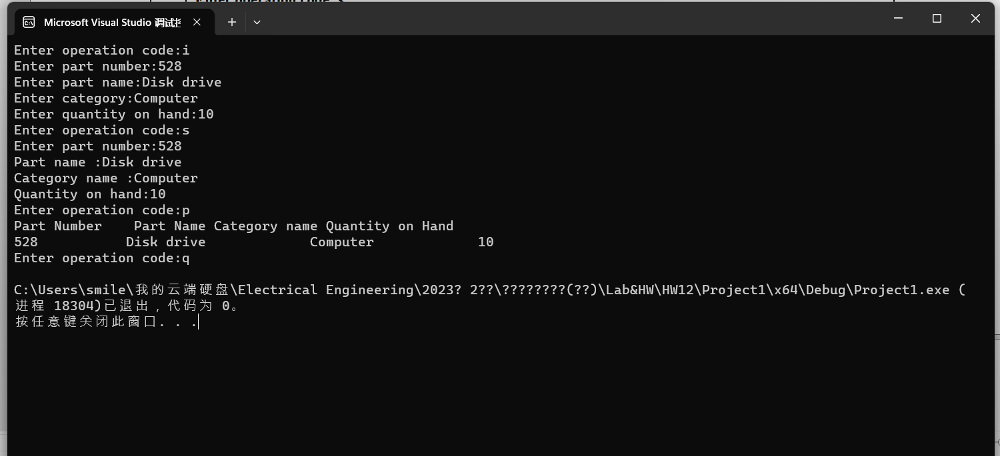 Microsoft Visual Studio 调试
Enter operation code:i
Enter part number:528
Enter part name:Disk drive
Enter category:Computer
Enter quantity on hand:10
Enter operation code:s
Enter part number:528
Part name :Disk drive
Category name :Computer
Quantity on hand:10
Enter operation code:p
Part Number    Part Name Category name Quantity on Hand
528           Disk drive             Computer             10
Enter operation code:q
C:\Users\smile\我的云端硬盘\Electrical Engineering\2023? 2??\????????(??)\Lab&HW\HW12\Project1\x64\Debug\Project1.exe (
进程 18304)已退出，代码为 0。
按任意键关闭此窗口. . .